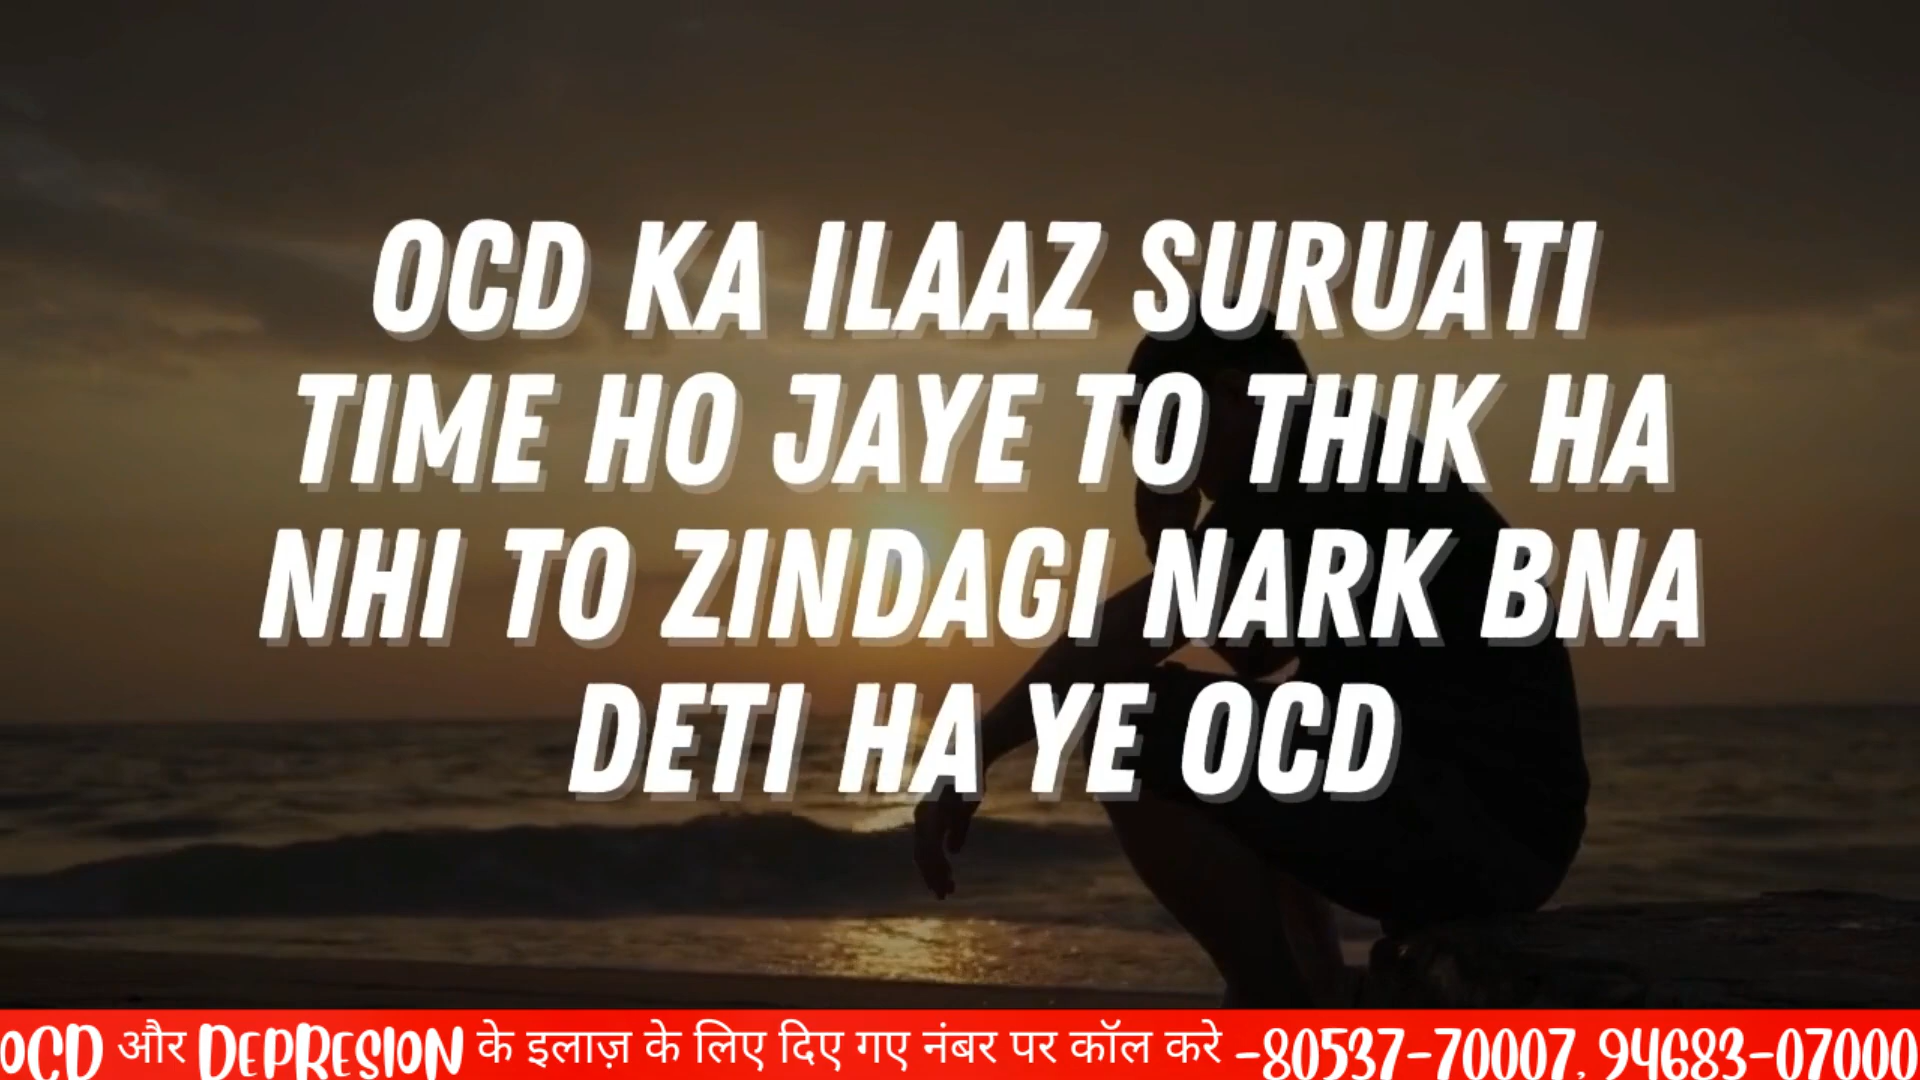 OCD KA ILAAZ SURUATI
TIME HO JAYE TO THIK HA
NHI TO ZINDAGI NARK BNA
DETI HA YE OCD
OCD और DEPRESION के इलाज़ के लिए दिए गए नंबर पर कॉल करे -80537-70007, 94683-07000